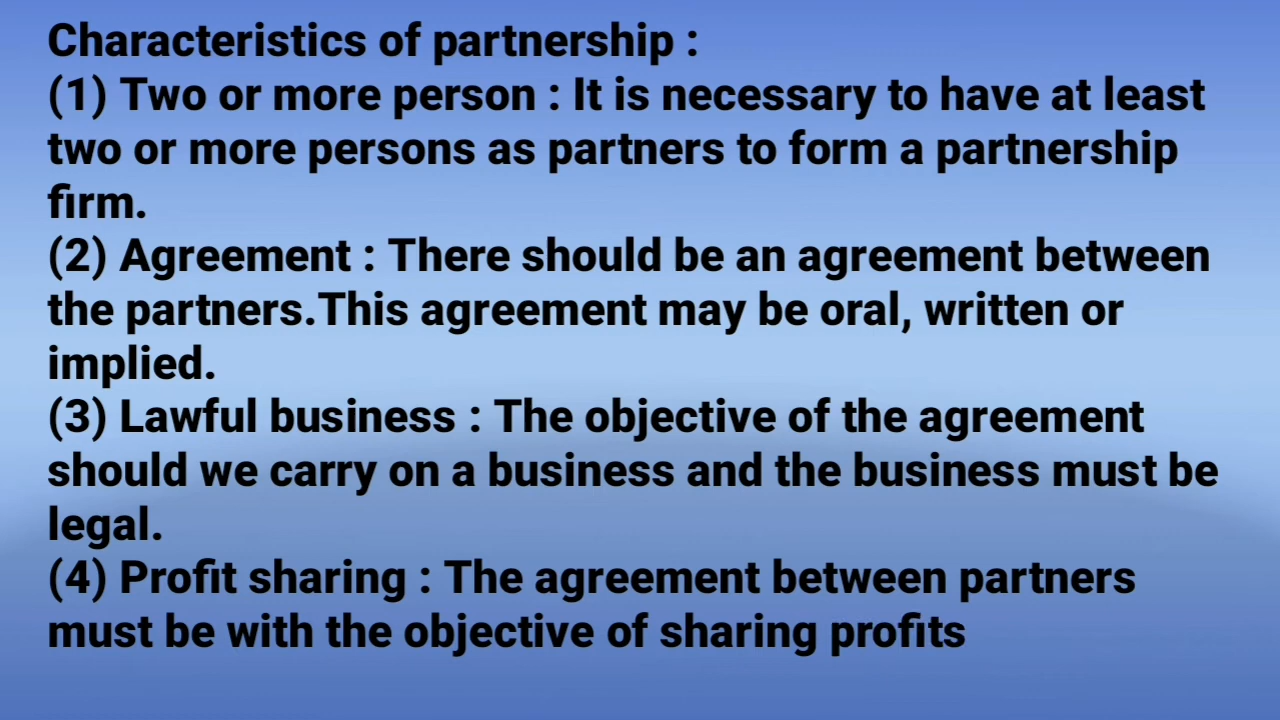 Characteristics of partnership :
(1) Two or more person : It is necessary to have at least
two or more persons as partners to form a partnership
firm.
(2) Agreement : There should be an agreement between
the partners.This agreement may be oral, written or
implied.
(3) Lawful business : The objective of the agreement
should we carry on a business and the business must be
legal.
(4) Profit sharing : The agreement between partners
must be with the objective of sharing profits